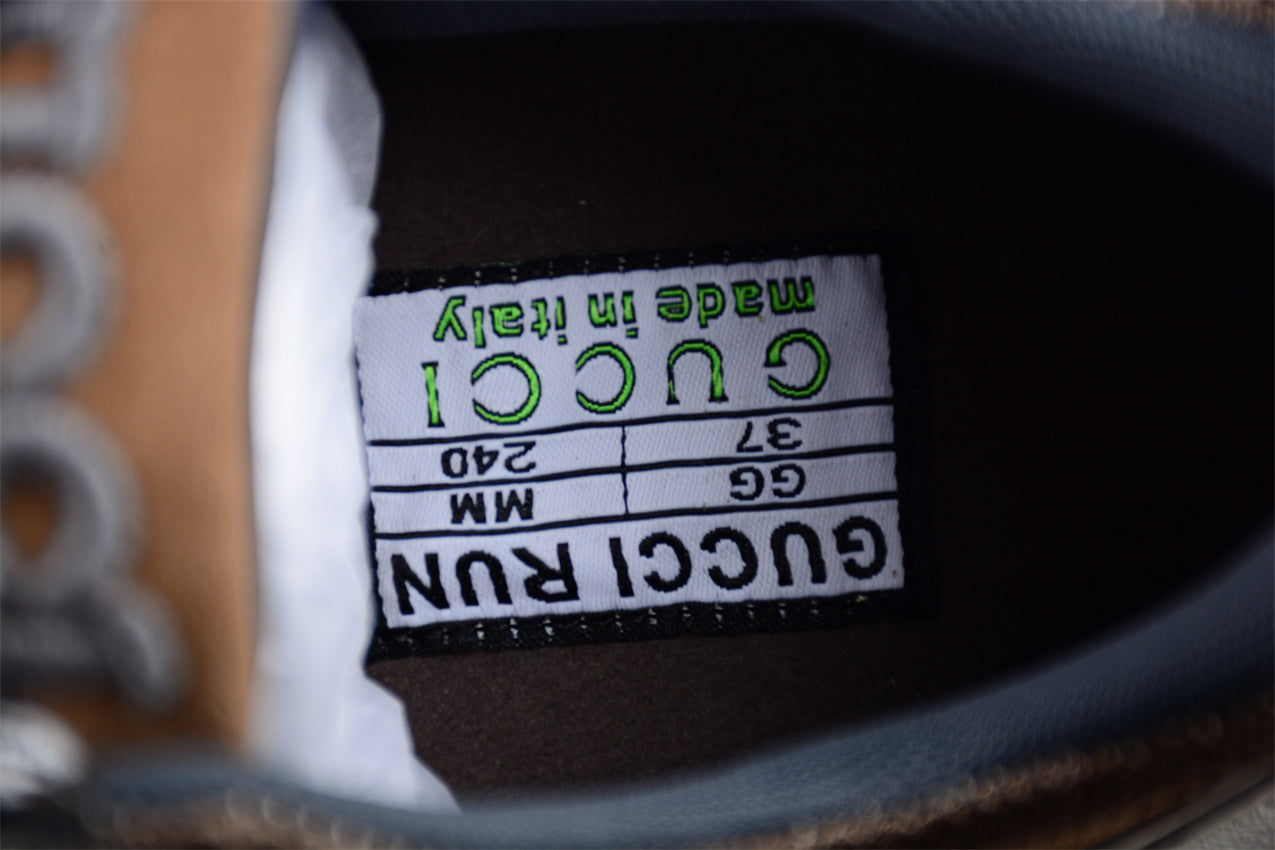 GUCCI RUN
GG MM
37 240
GUCCI
made in italy